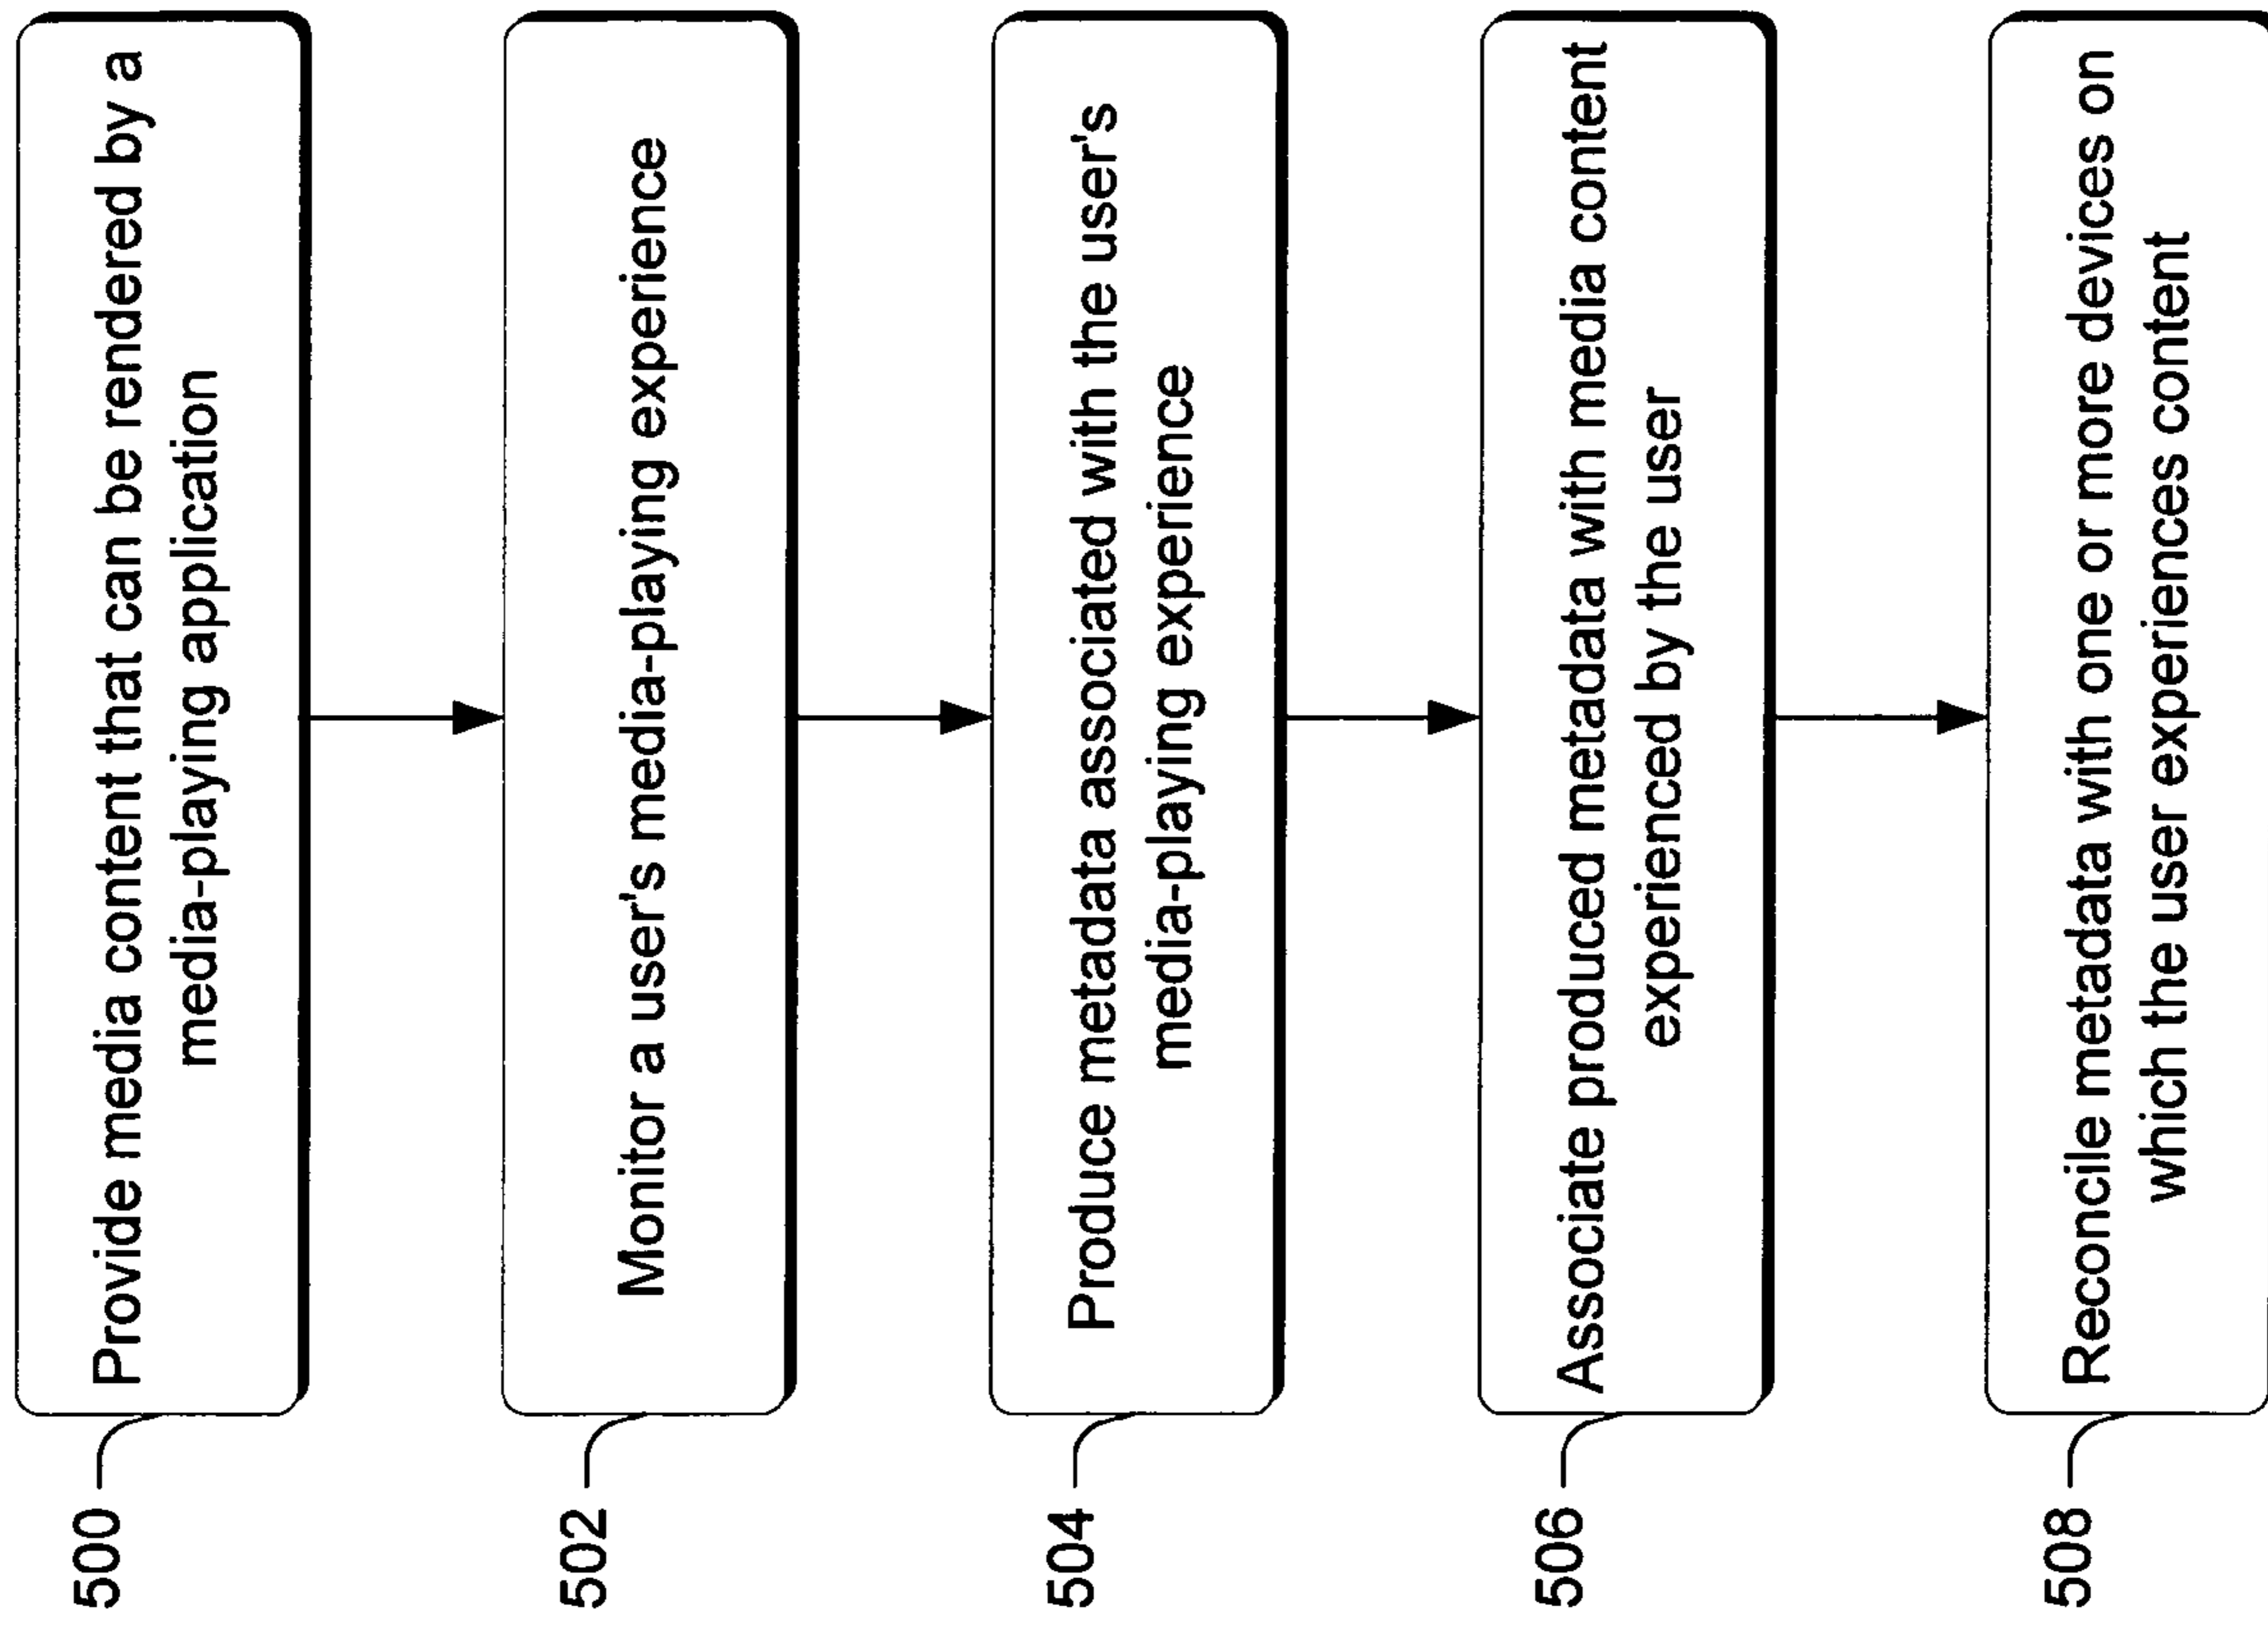 500
Provide media content that can be rendered by a
media-playing application
502
Monitor a user's media-playing experience
504
Produce metadata associated with the user's
media-playing experience
506
Associate produced metadata with media content
experienced by the user
508
Reconcile metadata with one or more devices on
which the user experiences content